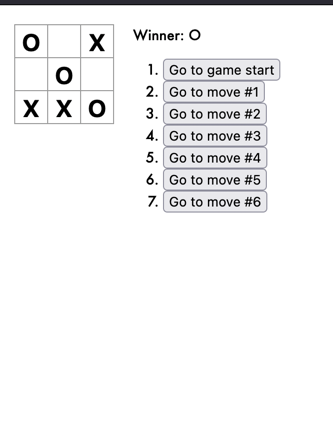 O X
O
X X O
Winner: O
1. Go to game start
2. Go to move #1
3. Go to move #2
4. Go to move #3
5. Go to move #4
6. Go to move #5
7. Go to move #6